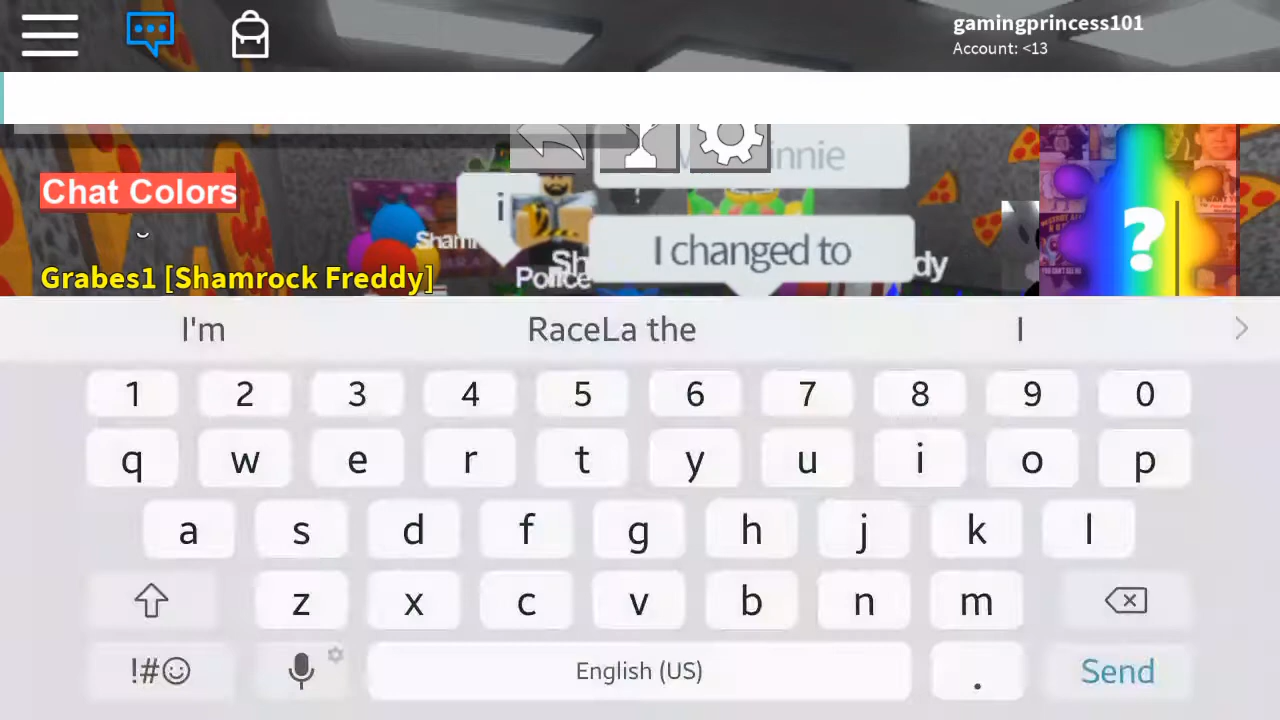 gamingprincess101
Account: <13
innie
Chat Colors
i
I changed to
Grabes1 [Shamrock Freddy]
Police
?
I'm
RaceLa the
I
1 2 3 4 5 6 7 8 9 0
q w e r t y u i o p
a s d f g h j k l
z x c v b n m
!#☺
English (US)
.
Send